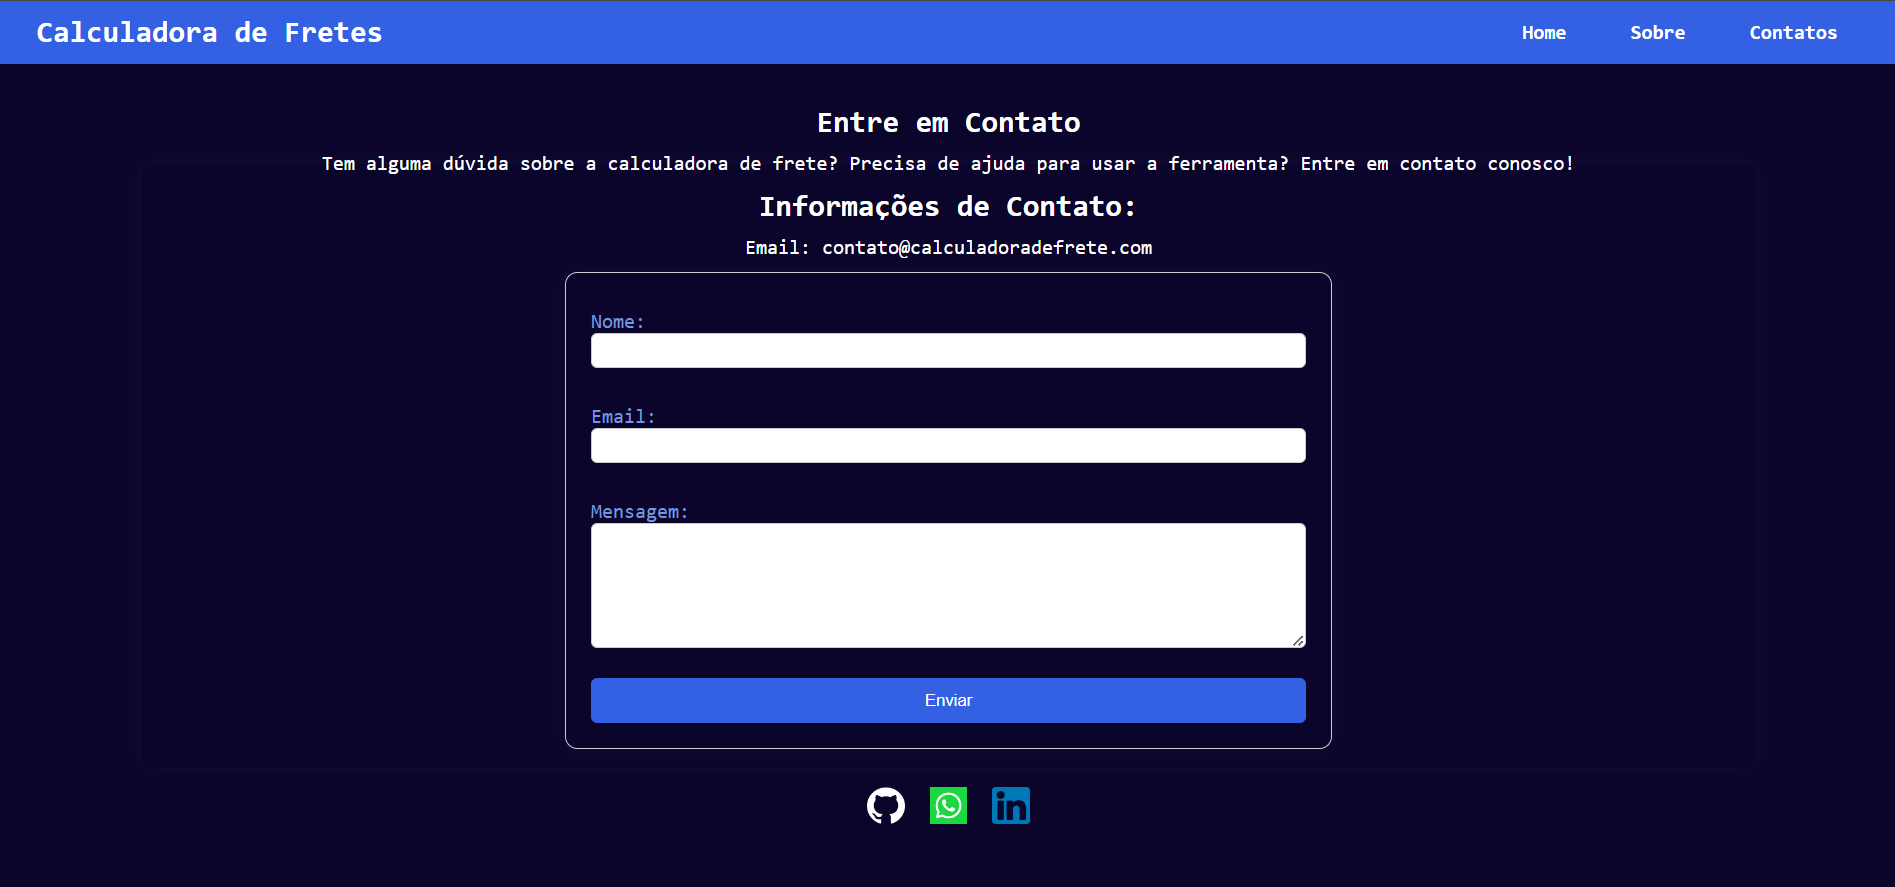 Calculadora de Fretes
Home
Sobre
Contatos
Entre em Contato
Tem alguma dúvida sobre a calculadora de frete? Precisa de ajuda para usar a ferramenta? Entre em contato conosco!
Informações de Contato:
Email: contato@calculadoradefrete.com
Nome:
Email:
Mensagem:
Enviar
in